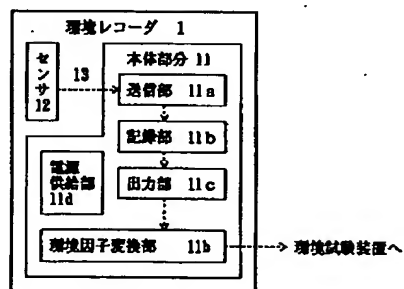 環境レコーダ 1
センサ 12
13
本体部分 11
送信部 11a
記録部 11b
電源供給部 11d
出力部 11c
環境因子変換部 11b
環境試験装置へ